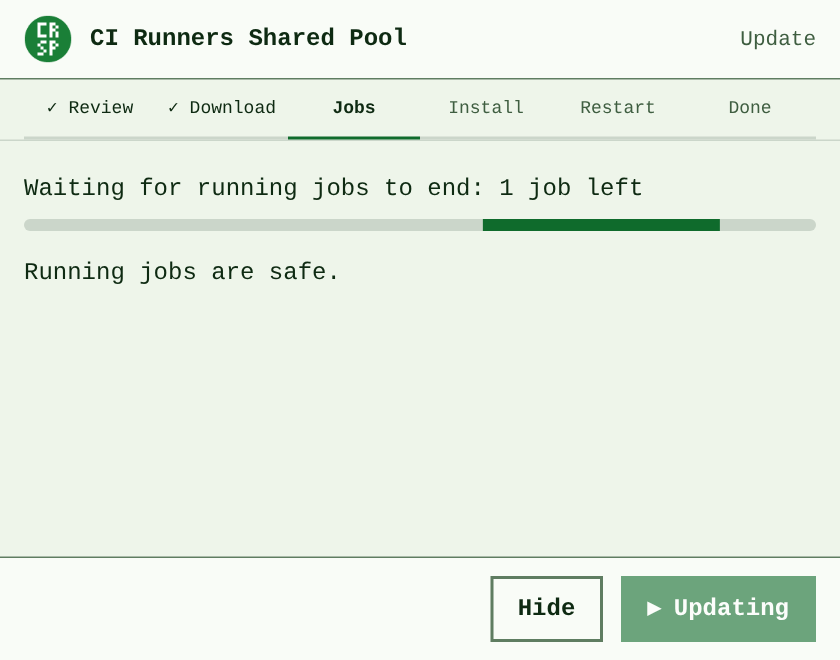 CR
SP
CI Runners Shared Pool
Update
✓ Review
✓ Download
Jobs
Install
Restart
Done
Waiting for running jobs to end: 1 job left
Running jobs are safe.
Hide
▶ Updating